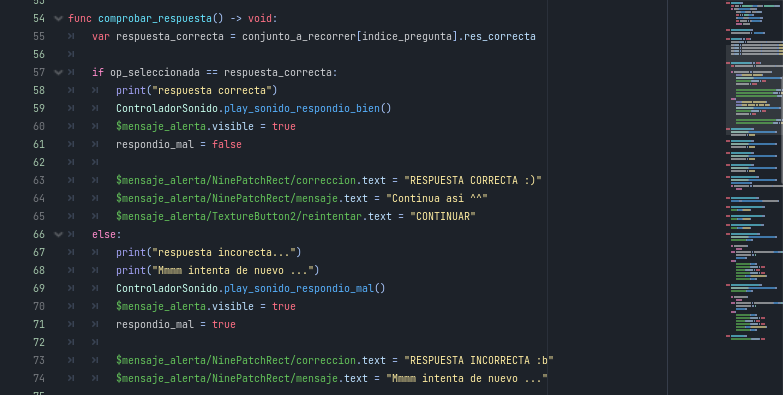 53
54 func comprobar_respuesta() -> void:
55 var respuesta_correcta = conjunto_a_recorrer[indice_pregunta].res_correcta
56
57 if op_seleccionada == respuesta_correcta:
58 print("respuesta correcta")
59 ControladorSonido.play_sonido_respondio_bien()
60 $mensaje_alerta.visible = true
61 respondio_mal = false
62
63 $mensaje_alerta/NinePatchRect/correccion.text = "RESPUESTA CORRECTA :)"
64 $mensaje_alerta/NinePatchRect/mensaje.text = "Continua asi ^^"
65 $mensaje_alerta/TextureButton2/reintentar.text = "CONTINUAR"
66 else:
67 print("respuesta incorecta...")
68 print("Mmmm intenta de nuevo ...")
69 ControladorSonido.play_sonido_respondio_mal()
70 $mensaje_alerta.visible = true
71 respondio_mal = true
72
73 $mensaje_alerta/NinePatchRect/correccion.text = "RESPUESTA INCORRECTA :b"
74 $mensaje_alerta/NinePatchRect/mensaje.text = "Mmmm intenta de nuevo ..."
75